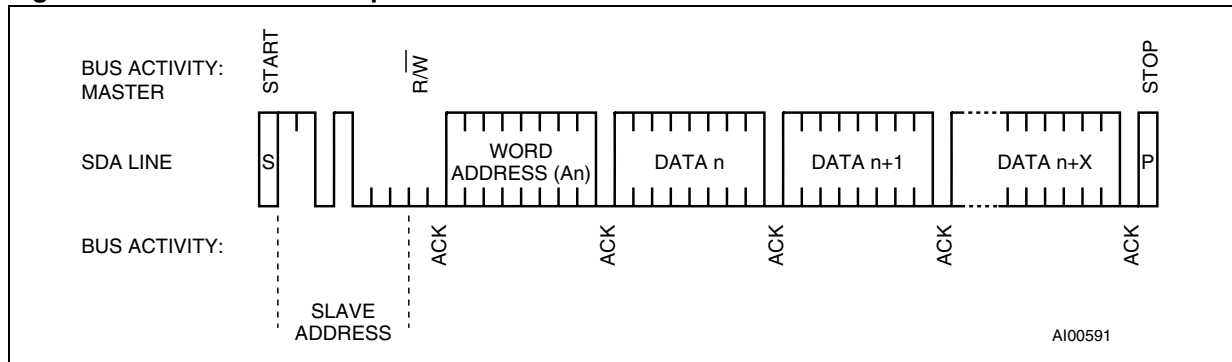 BUS ACTIVITY:
MASTER
START
R/W
STOP
SDA LINE
S
WORD
ADDRESS (An)
DATA n
DATA n+1
DATA n+X
P
BUS ACTIVITY:
ACK
ACK
ACK
ACK
ACK
SLAVE
ADDRESS
AI00591